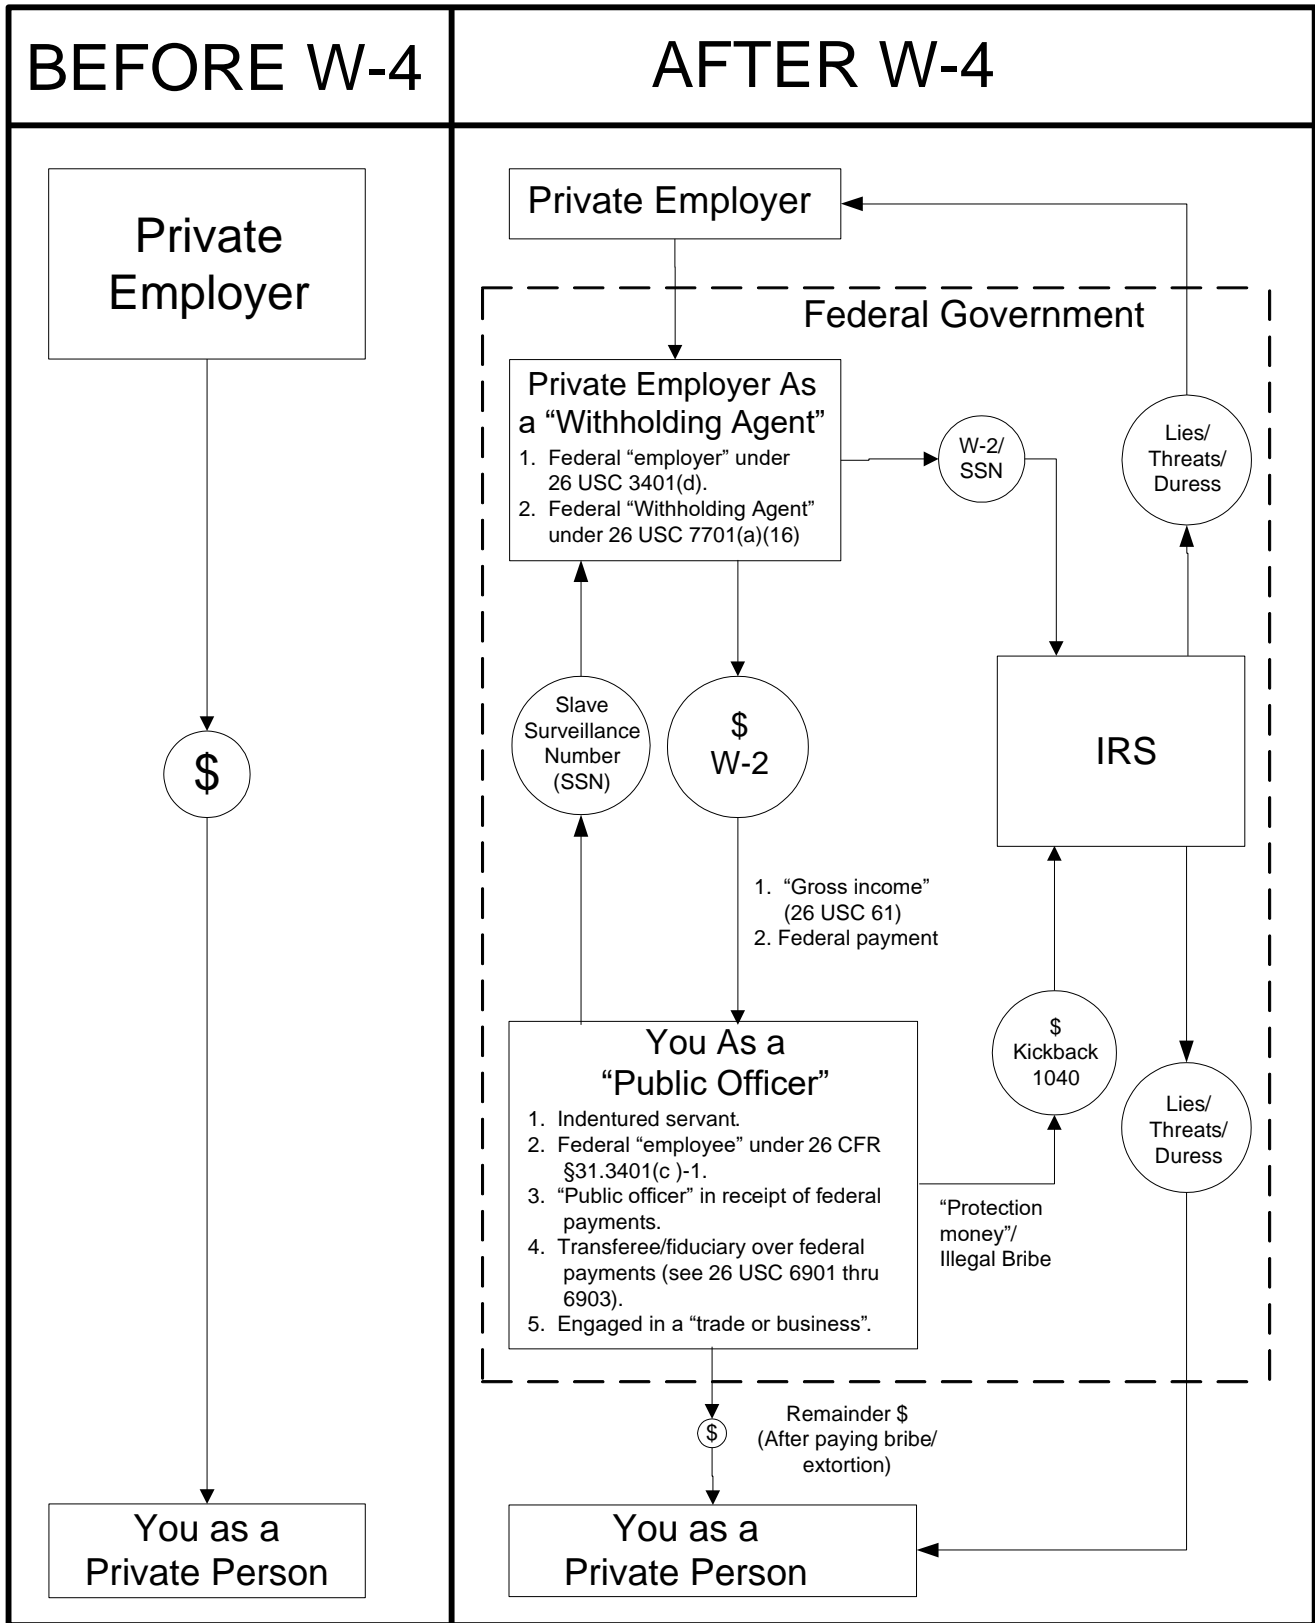 BEFORE W-4
AFTER W-4
Private
Employer
$
You as a
Private Person
Private Employer
Federal Government
Private Employer As
a “Withholding Agent”
1. Federal “employer” under
26 USC 3401(d).
2. Federal “Withholding Agent”
under 26 USC 7701(a)(16)
W-2/
SSN
Lies/
Threats/
Duress
Slave
Surveillance
Number
(SSN)
$
W-2
IRS
1. “Gross income”
(26 USC 61)
2. Federal payment
You As a
“Public Officer”
1. Indentured servant.
2. Federal “employee” under 26 CFR
§31.3401(c )-1.
3. “Public officer” in receipt of federal
payments.
4. Transferee/fiduciary over federal
payments (see 26 USC 6901 thru
6903).
5. Engaged in a “trade or business”.
$
Kickback
1040
Lies/
Threats/
Duress
“Protection
money”/
Illegal Bribe
$
Remainder $
(After paying bribe/
extortion)
You as a
Private Person